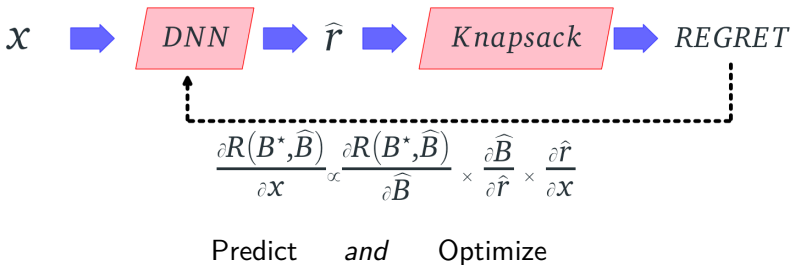 x DNN r̂ Knapsack REGRET
∂R(B⋆,B̂)/∂x ∝ ∂R(B⋆,B̂)/∂B̂ × ∂B̂/∂r̂ × ∂r̂/∂x
Predict and Optimize